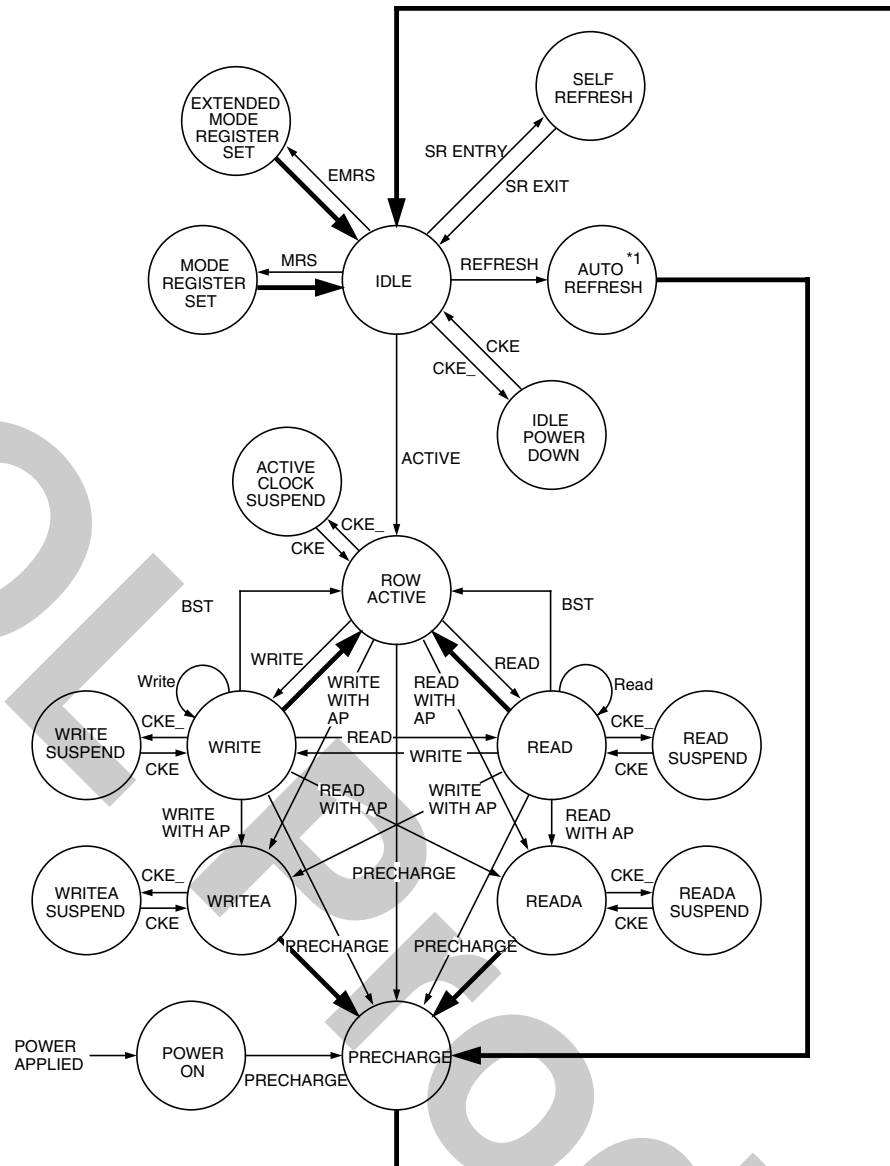 SELF
REFRESH
EXTENDED
MODE
REGISTER
SET
SR ENTRY
EMRS
SR EXIT
MRS
REFRESH
MODE
REGISTER
SET
IDLE
AUTO *1
REFRESH
CKE
CKE_
IDLE
POWER
DOWN
ACTIVE
ACTIVE
CLOCK
SUSPEND
CKE_
CKE
ROW
ACTIVE
BST
BST
WRITE
READ
Write
WRITE
WITH
AP
READ
WITH
AP
Read
WRITE
SUSPEND
CKE_
CKE
WRITE
READ
WRITE
READ
CKE_
CKE
READ
SUSPEND
WRITE
WITH AP
READ
WITH AP
WRITE
WITH AP
READ
WITH AP
PRECHARGE
WRITEA
SUSPEND
CKE_
CKE
WRITEA
READA
CKE_
CKE
READA
SUSPEND
PRECHARGE
PRECHARGE
POWER
APPLIED
POWER
ON
PRECHARGE
PRECHARGE